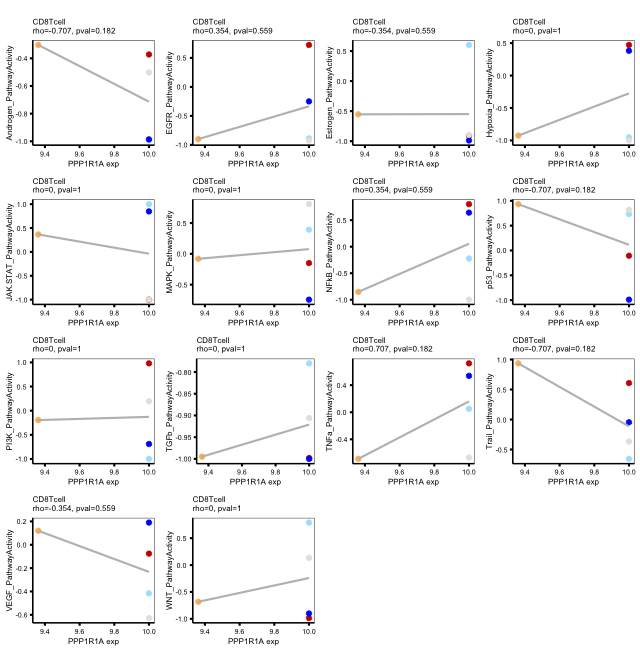 CD8Tcell
rho=-0.707, pval=0.182
Androgen_PathwayActivity
-0.4
-0.6
-0.8
-1.0
9.4
9.6
9.8
10.0
PPP1R1A exp
CD8Tcell
rho=0.354, pval=0.559
EGFR_PathwayActivity
0.5
0.0
-0.5
-1.0
9.4
9.6
9.8
10.0
PPP1R1A exp
CD8Tcell
rho=-0.354, pval=0.559
Estrogen_PathwayActivity
0.5
0.0
-0.5
-1.0
9.4
9.6
9.8
10.0
PPP1R1A exp
CD8Tcell
rho=0, pval=1
Hypoxia_PathwayActivity
0.5
0.0
-0.5
-1.0
9.4
9.6
9.8
10.0
PPP1R1A exp
CD8Tcell
rho=0, pval=1
JAK.STAT_PathwayActivity
1.0
0.5
0.0
-0.5
-1.0
9.4
9.6
9.8
10.0
PPP1R1A exp
CD8Tcell
rho=0, pval=1
MAPK_PathwayActivity
0.5
0.0
-0.5
9.4
9.6
9.8
10.0
PPP1R1A exp
CD8Tcell
rho=0.354, pval=0.559
NFkB_PathwayActivity
0.5
0.0
-0.5
-1.0
9.4
9.6
9.8
10.0
PPP1R1A exp
CD8Tcell
rho=-0.707, pval=0.182
p53_PathwayActivity
1.0
0.5
0.0
-0.5
-1.0
9.4
9.6
9.8
10.0
PPP1R1A exp
CD8Tcell
rho=0, pval=1
PI3K_PathwayActivity
1.0
0.5
0.0
-0.5
-1.0
9.4
9.6
9.8
10.0
PPP1R1A exp
CD8Tcell
rho=0, pval=1
TGFb_PathwayActivity
-0.80
-0.85
-0.90
-0.95
-1.00
9.4
9.6
9.8
10.0
PPP1R1A exp
CD8Tcell
rho=0.707, pval=0.182
TNFa_PathwayActivity
0.4
0.0
-0.4
9.4
9.6
9.8
10.0
PPP1R1A exp
CD8Tcell
rho=-0.707, pval=0.182
Trail_PathwayActivity
1.0
0.5
0.0
-0.5
9.4
9.6
9.8
10.0
PPP1R1A exp
CD8Tcell
rho=-0.354, pval=0.559
VEGF_PathwayActivity
0.2
0.0
-0.2
-0.4
-0.6
9.4
9.6
9.8
10.0
PPP1R1A exp
CD8Tcell
rho=0, pval=1
WNT_PathwayActivity
0.5
0.0
-0.5
-1.0
9.4
9.6
9.8
10.0
PPP1R1A exp